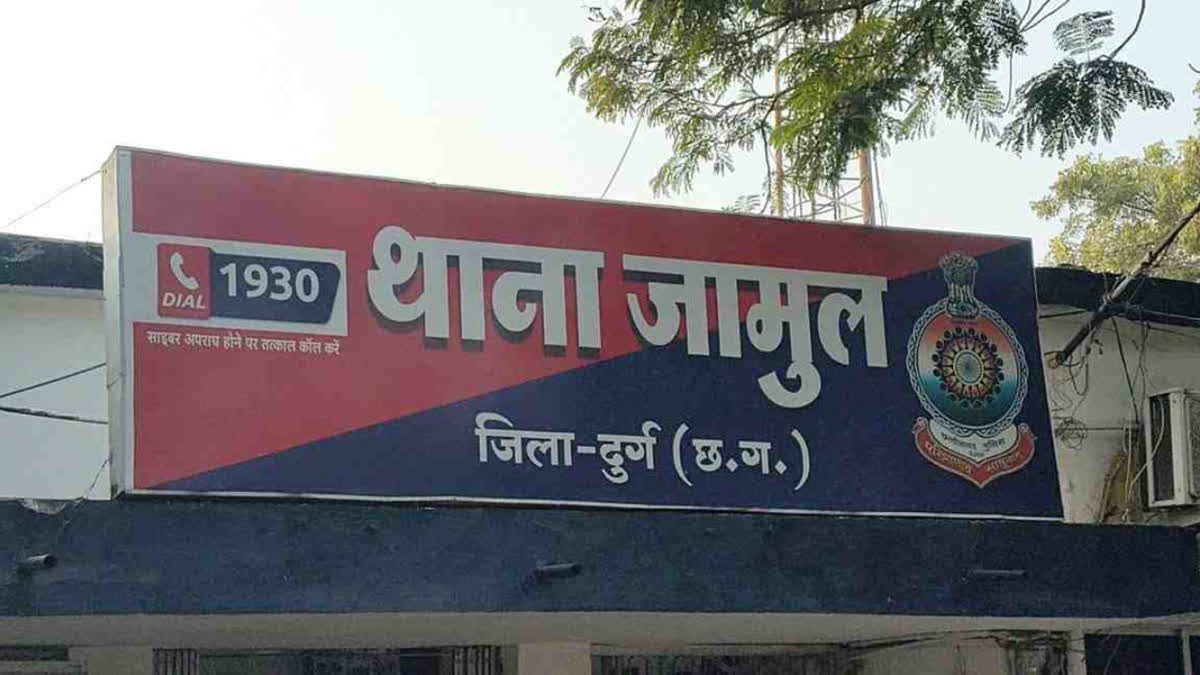 थाना जामुल
DIAL 1930
साइबर अपराध होने पर तत्काल कॉल करें
जिला-दुर्ग (छ.ग.)